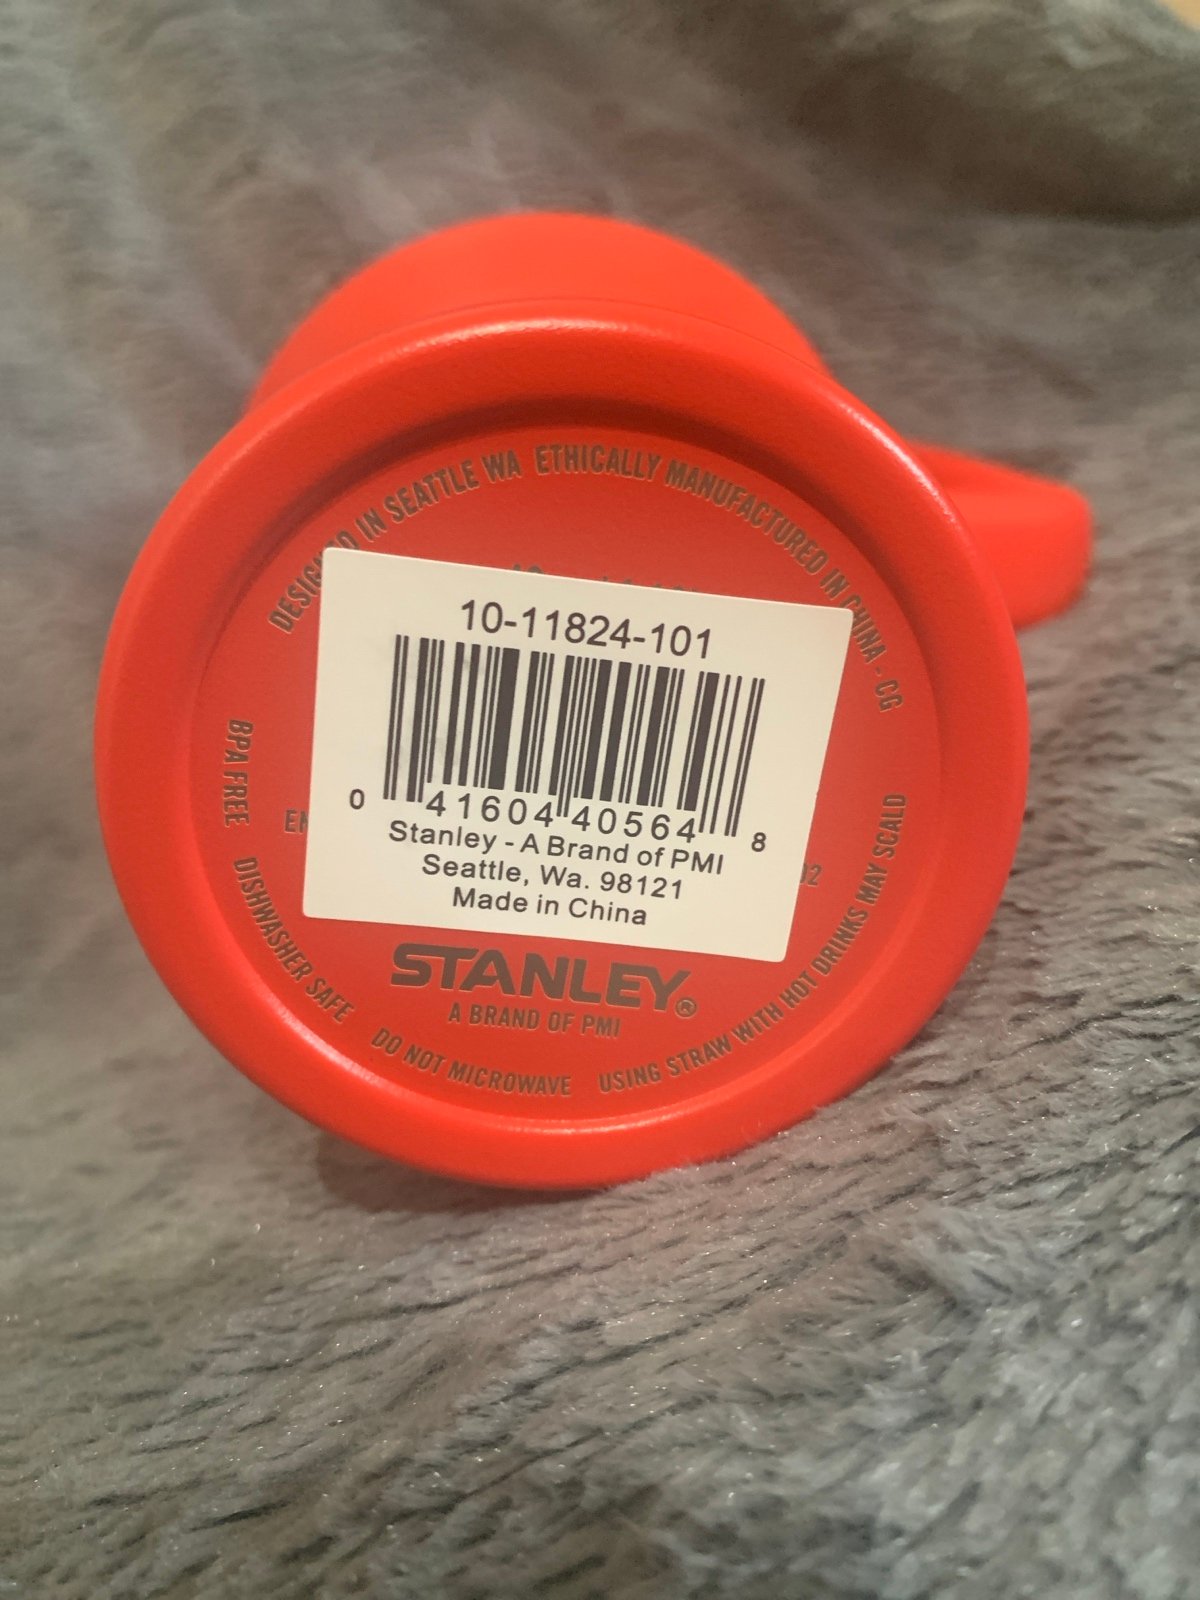 DESIGNED IN SEATTLE WA ETHICALLY MANUFACTURED IN CHINA - CG
10-11824-101
0 41604 40564 8
Stanley - A Brand of PMI
Seattle, Wa. 98121
Made in China
STANLEY®
A BRAND OF PMI
BPA FREE DISHWASHER SAFE DO NOT MICROWAVE USING STRAW WITH HOT DRINKS MAY SCALD